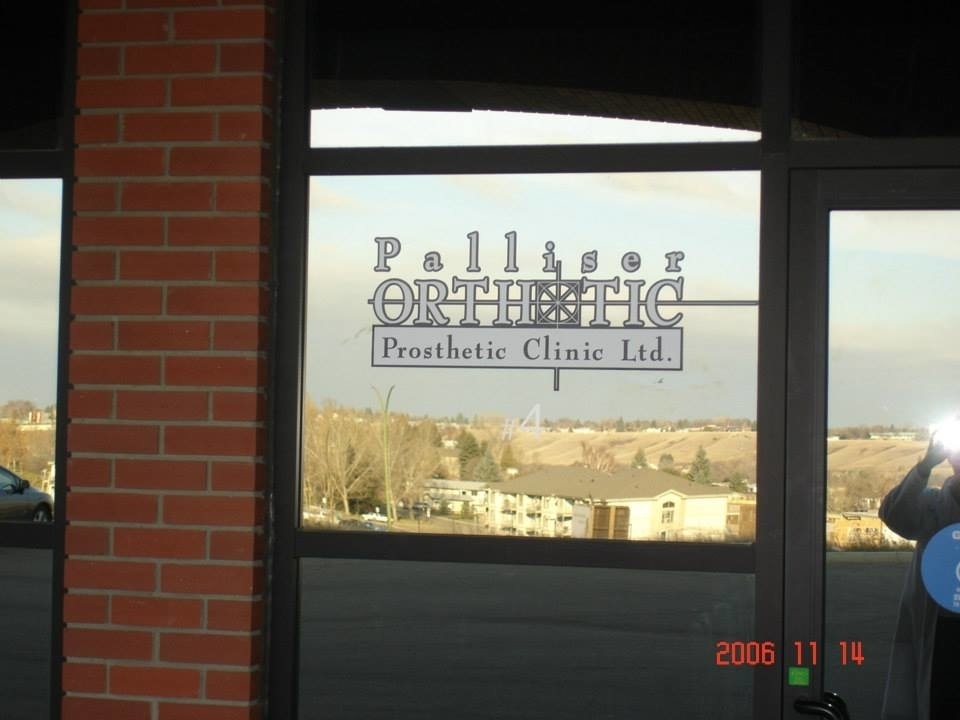 Palliser
ORTHOTIC
Prosthetic Clinic Ltd.
#4
2006 11 14